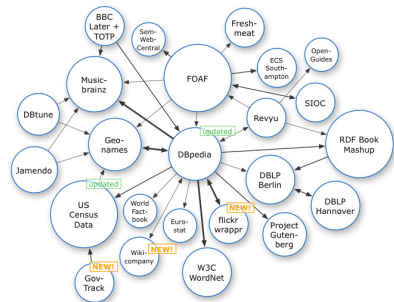 BBC
Later +
TOTP
Sem-
Web-
Central
Fresh-
meat
Music-
brainz
FOAF
ECS
South-
ampton
Open-
Guides
SIOC
DBtune
Geo-
names
Updated
DBpedia
Updated
Revyu
RDF Book
Mashup
Jamendo
DBLP
Berlin
DBLP
Hannover
US
Census
Data
World
Fact-
book
Euro-
stat
NEW!
flickr
wrappr
Project
Guten-
berg
NEW!
Wiki-
company
W3C
WordNet
NEW!
Gov-
Track